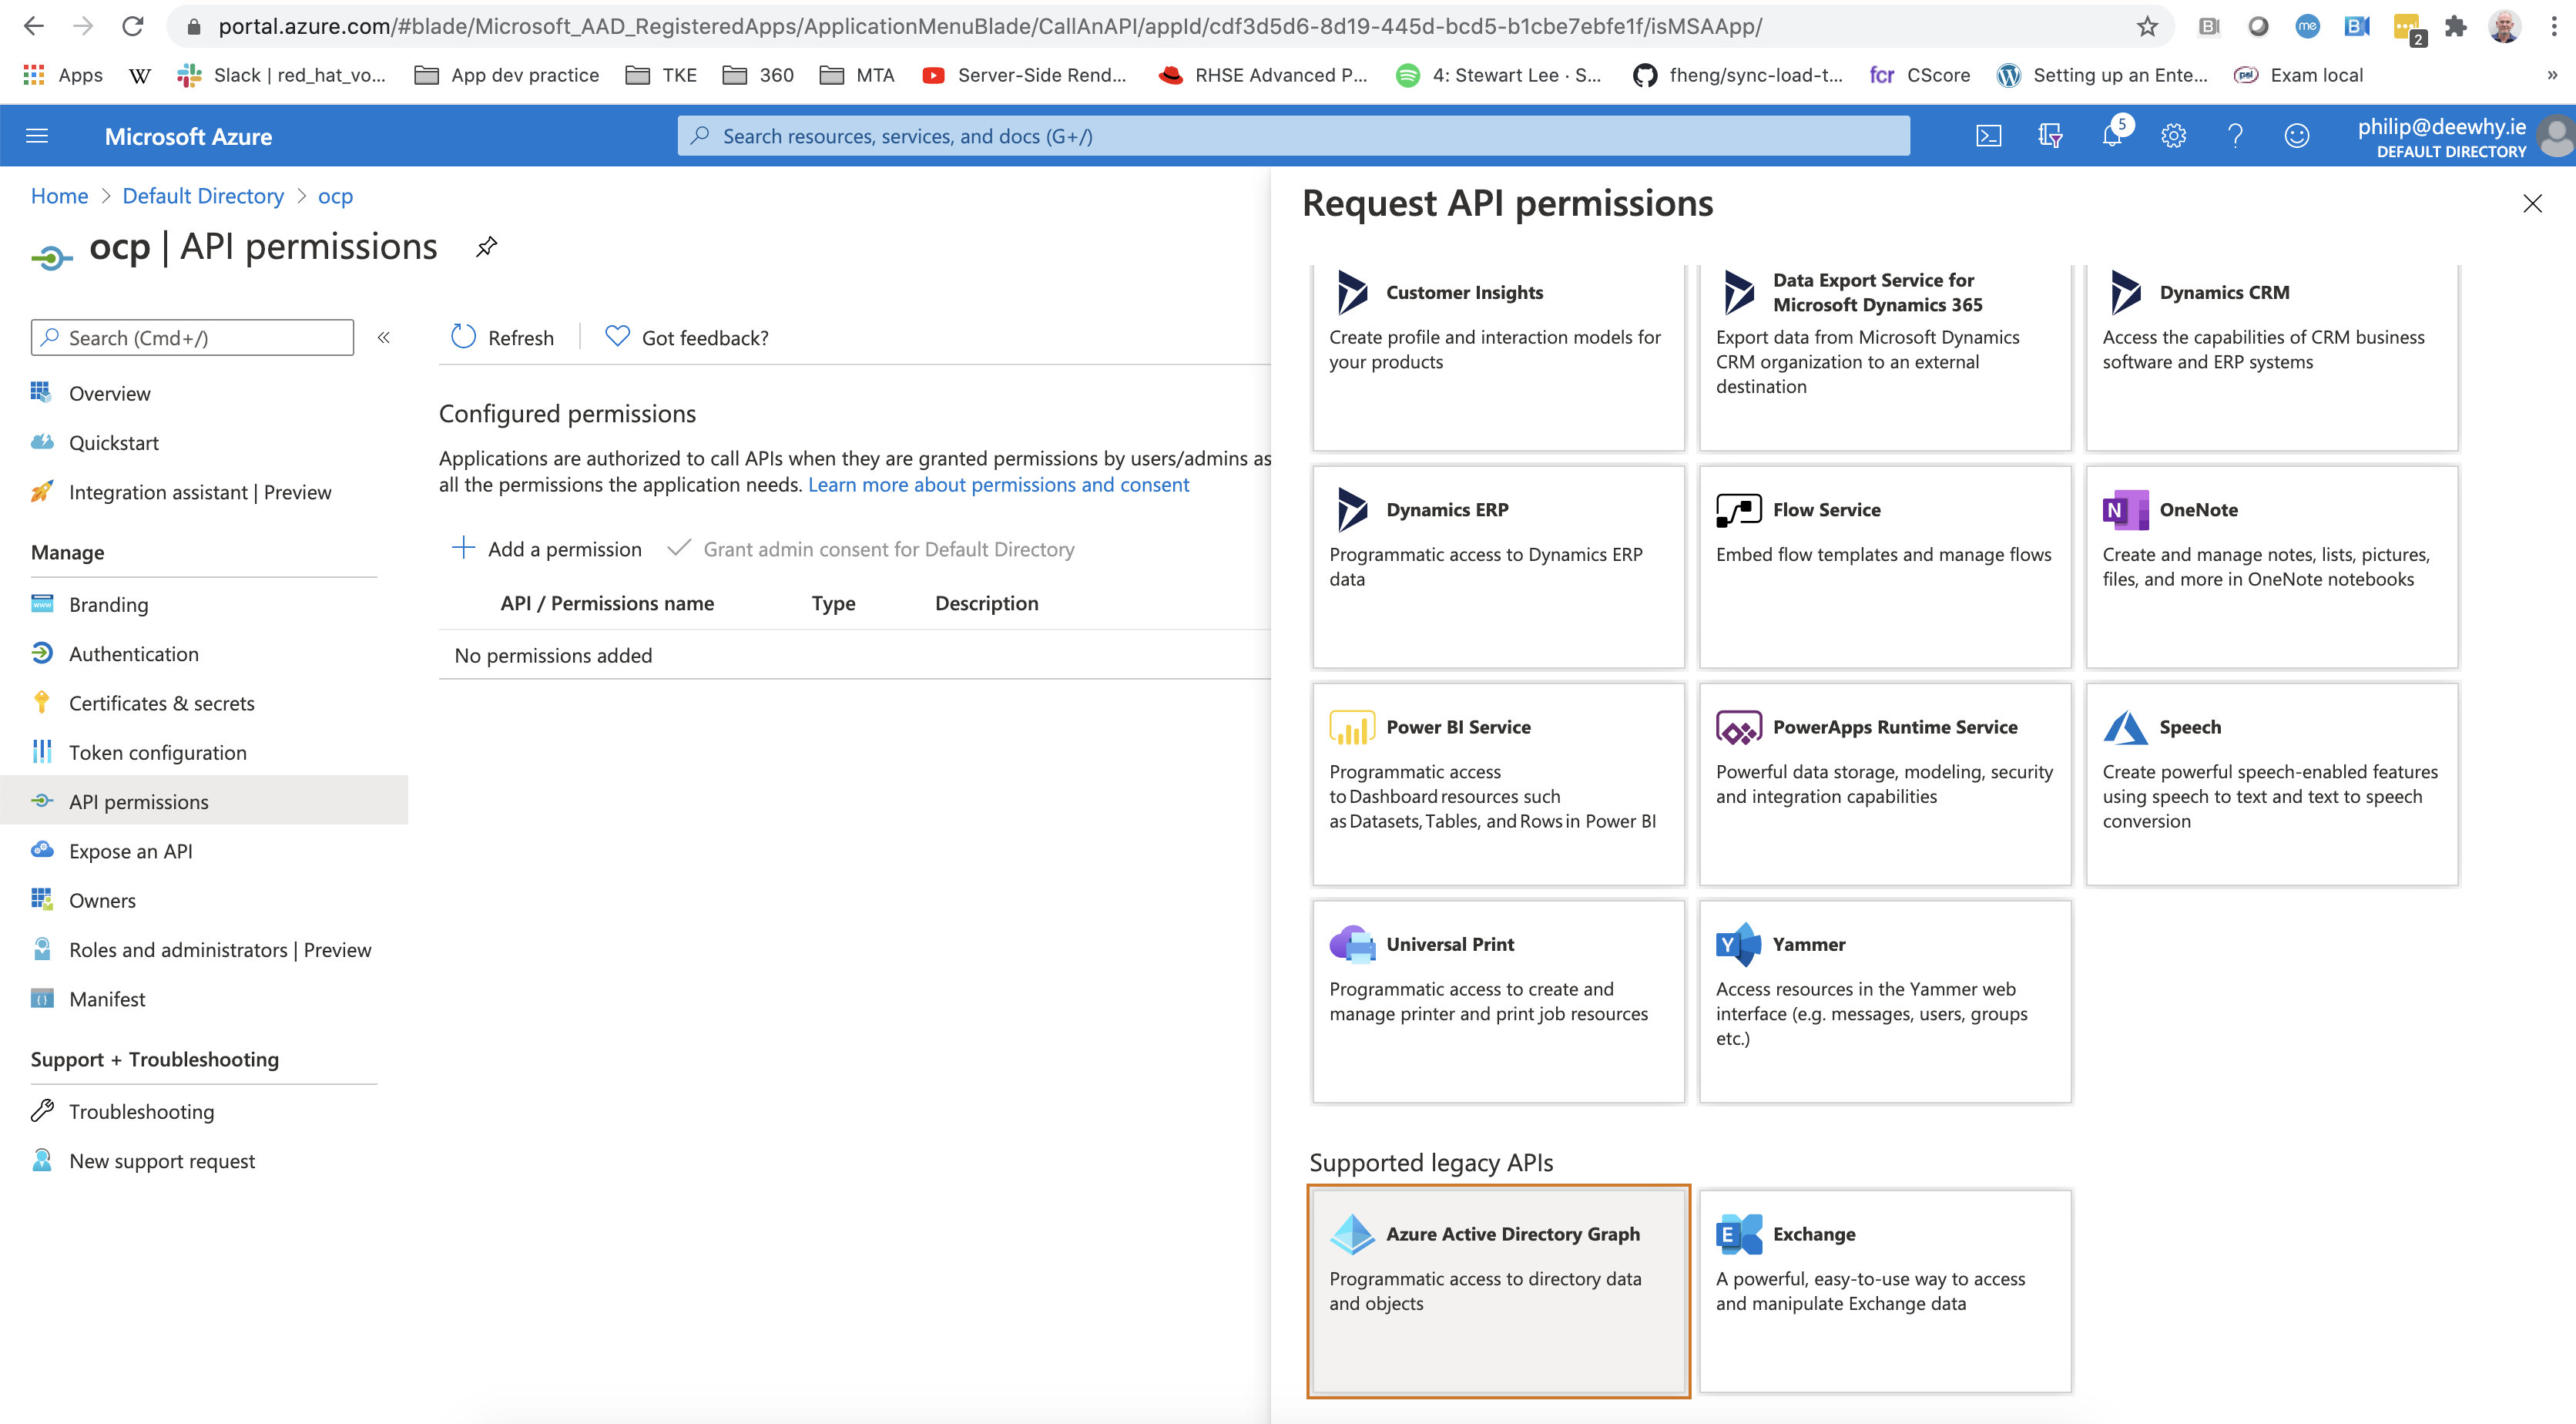 portal.azure.com/#blade/Microsoft_AAD_RegisteredApps/ApplicationMenuBlade/CallAnAPI/appId/cdf3d5d6-8d19-445d-bcd5-b1cbe7ebfe1f/isMSAApp/
me
2
Apps
W
Slack | red_hat_vo...
App dev practice
TKE
360
MTA
Server-Side Rend...
RHSE Advanced P...
4: Stewart Lee · S...
fheng/sync-load-t...
fcr CScore
Setting up an Ente...
Exam local
»
Microsoft Azure
Search resources, services, and docs (G+/)
5
philip@deewhy.ie
DEFAULT DIRECTORY
Home > Default Directory > ocp
ocp | API permissions
Search (Cmd+/)
«
Overview
Quickstart
Integration assistant | Preview
Manage
Branding
Authentication
Certificates & secrets
Token configuration
API permissions
Expose an API
Owners
Roles and administrators | Preview
Manifest
Support + Troubleshooting
Troubleshooting
New support request
Refresh
Got feedback?
Configured permissions
Applications are authorized to call APIs when they are granted permissions by users/admins as
all the permissions the application needs. Learn more about permissions and consent
Add a permission
Grant admin consent for Default Directory
API / Permissions name
Type
Description
No permissions added
Request API permissions
Customer Insights
Create profile and interaction models for
your products
Data Export Service for
Microsoft Dynamics 365
Export data from Microsoft Dynamics
CRM organization to an external
destination
Dynamics CRM
Access the capabilities of CRM business
software and ERP systems
Dynamics ERP
Programmatic access to Dynamics ERP
data
Flow Service
Embed flow templates and manage flows
N
OneNote
Create and manage notes, lists, pictures,
files, and more in OneNote notebooks
Power BI Service
Programmatic access
to Dashboard resources such
as Datasets, Tables, and Rows in Power BI
PowerApps Runtime Service
Powerful data storage, modeling, security
and integration capabilities
Speech
Create powerful speech-enabled features
using speech to text and text to speech
conversion
Universal Print
Programmatic access to create and
manage printer and print job resources
Y
Yammer
Access resources in the Yammer web
interface (e.g. messages, users, groups
etc.)
Supported legacy APIs
Azure Active Directory Graph
Programmatic access to directory data
and objects
E
Exchange
A powerful, easy-to-use way to access
and manipulate Exchange data